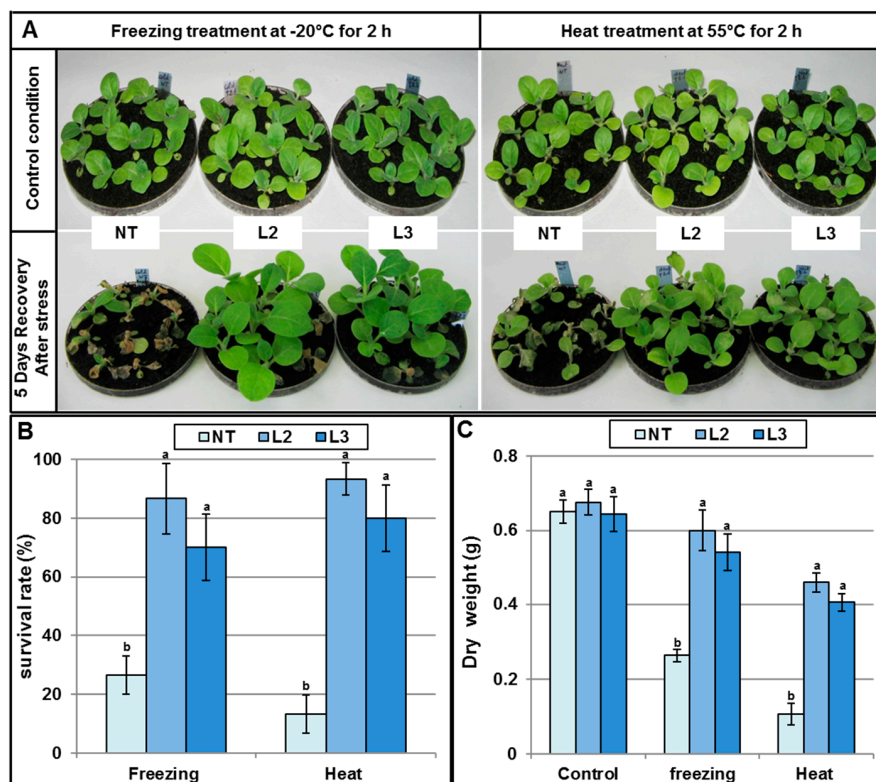 A
Freezing treatment at -20°C for 2 h
Heat treatment at 55°C for 2 h
Control condition
NT
L2
L3
NT
L2
L3
5 Days Recovery
After stress
B
NT L2 L3
survival rate (%)
100
80
60
40
20
0
b
a
a
b
a
a
Freezing
Heat
C
NT L2 L3
Dry weight (g)
0.8
0.6
0.4
0.2
0
a
a
a
b
a
a
b
a
a
Control
freezing
Heat